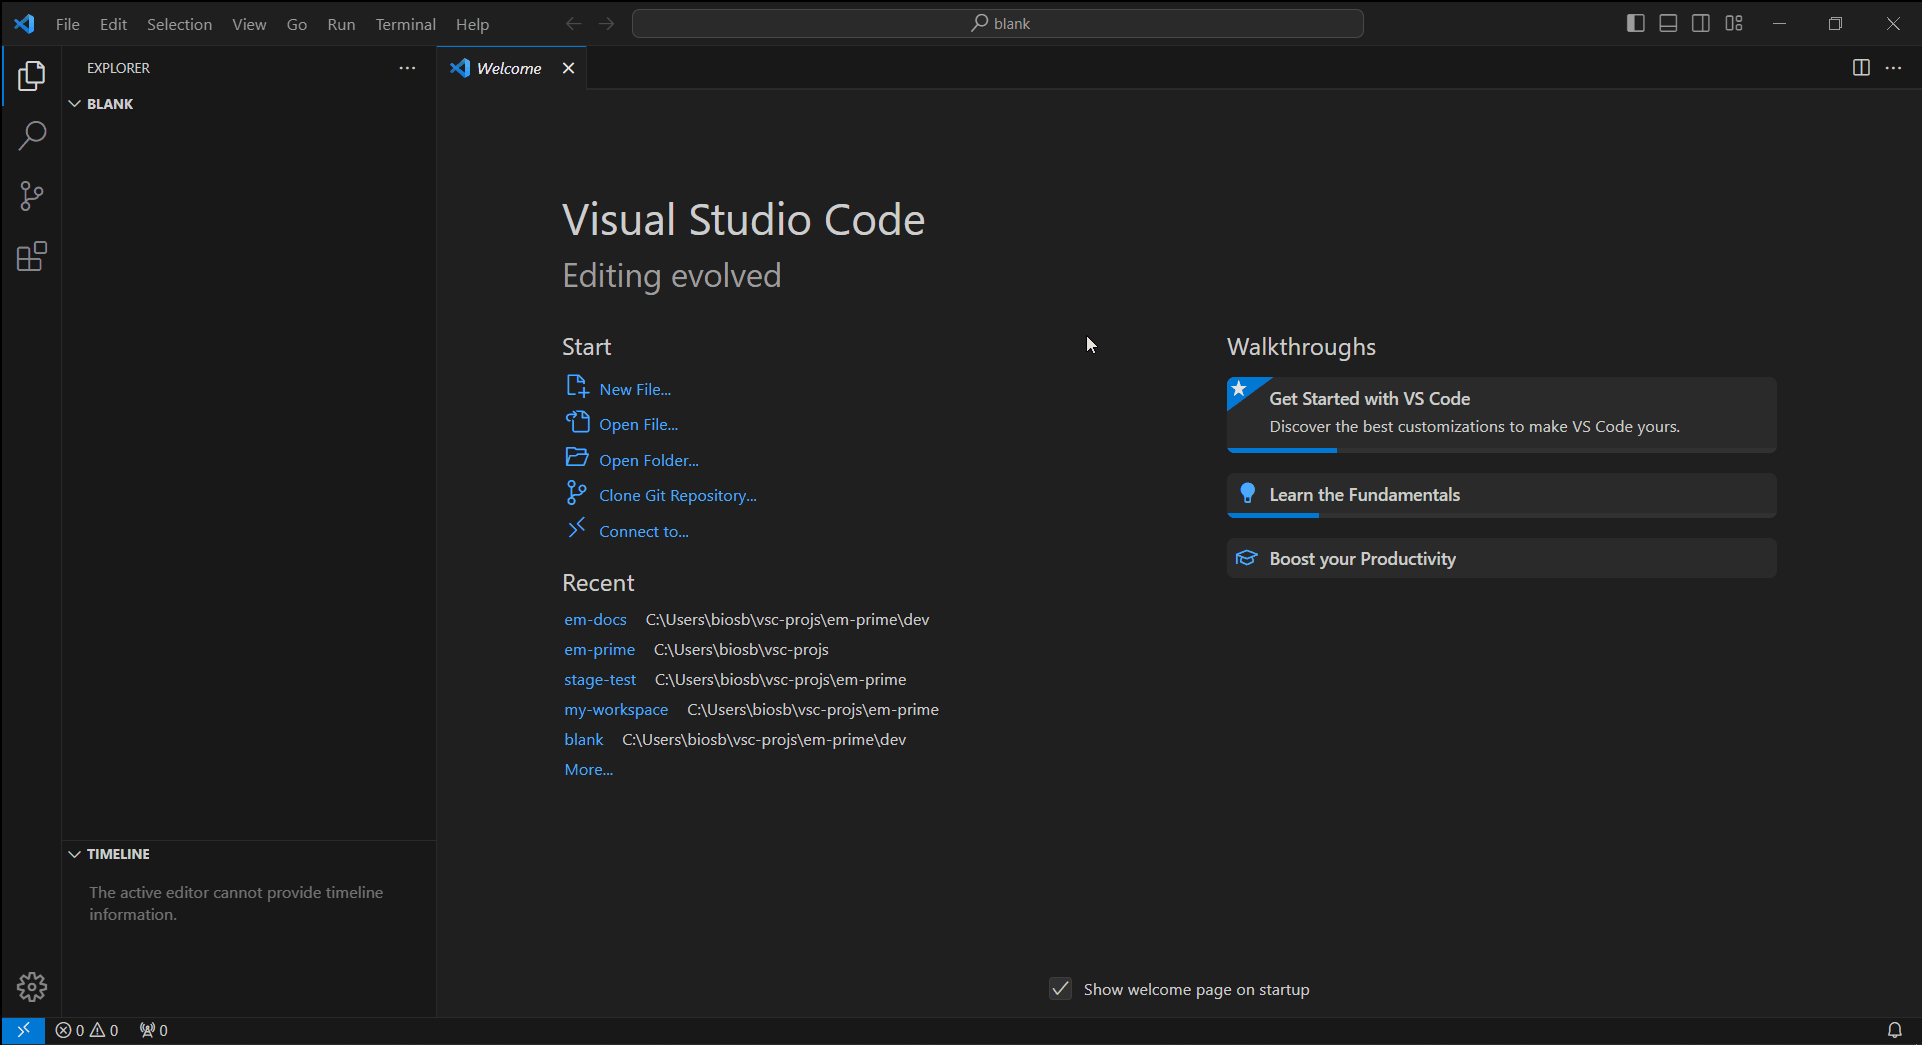 File Edit Selection View Go Run Terminal Help
blank
EXPLORER
BLANK
TIMELINE
The active editor cannot provide timeline
information.
Welcome
Visual Studio Code
Editing evolved
Start
New File...
Open File...
Open Folder...
Clone Git Repository...
Connect to...
Recent
em-docs C:\Users\biosb\vsc-projs\em-prime\dev
em-prime C:\Users\biosb\vsc-projs
stage-test C:\Users\biosb\vsc-projs\em-prime
my-workspace C:\Users\biosb\vsc-projs\em-prime
blank C:\Users\biosb\vsc-projs\em-prime\dev
More...
Walkthroughs
Get Started with VS Code
Discover the best customizations to make VS Code yours.
Learn the Fundamentals
Boost your Productivity
Show welcome page on startup
0 0 0